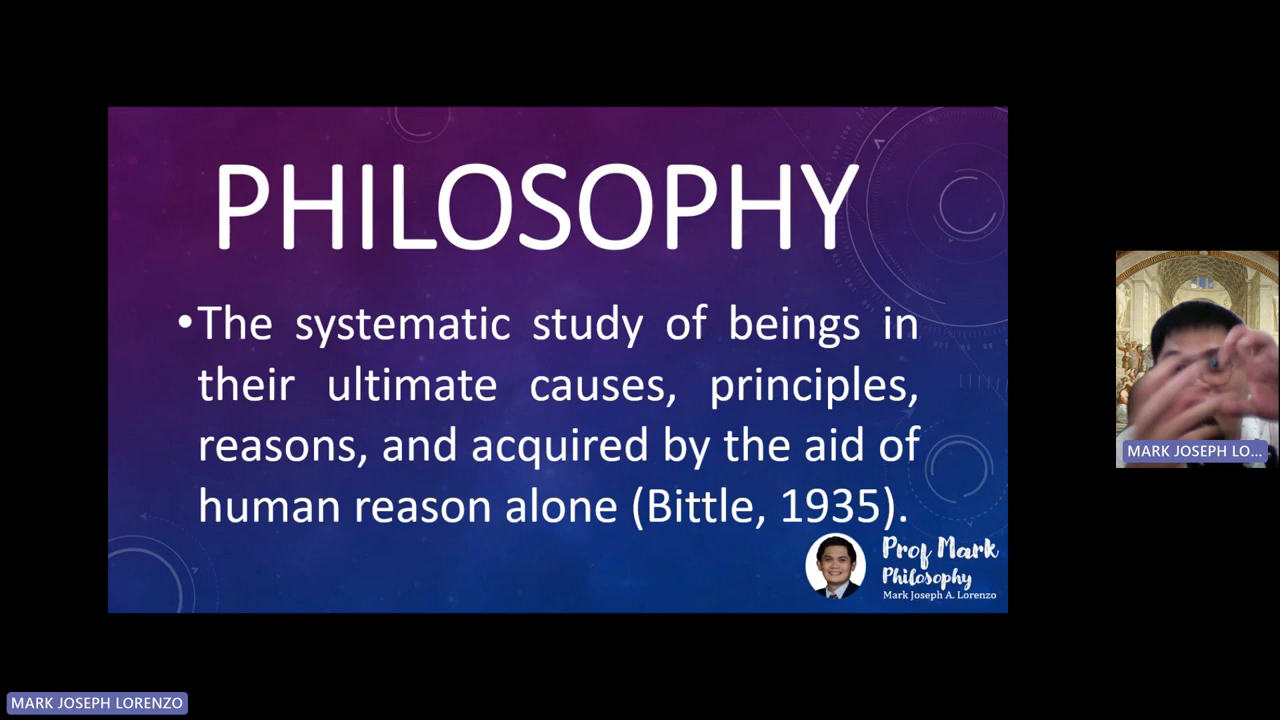 PHILOSOPHY
•The systematic study of beings in
their ultimate causes, principles,
reasons, and acquired by the aid of
human reason alone (Bittle, 1935).
Prof Mark
Philosophy
Mark Joseph A. Lorenzo
MARK JOSEPH LO...
MARK JOSEPH LORENZO